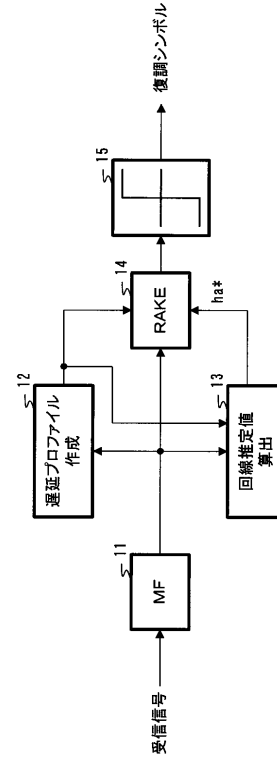 受信信号
11
MF
12
遅延プロファイル
作成
13
回線推定値
算出
14
RAKE
ha*
15
復調シンボル